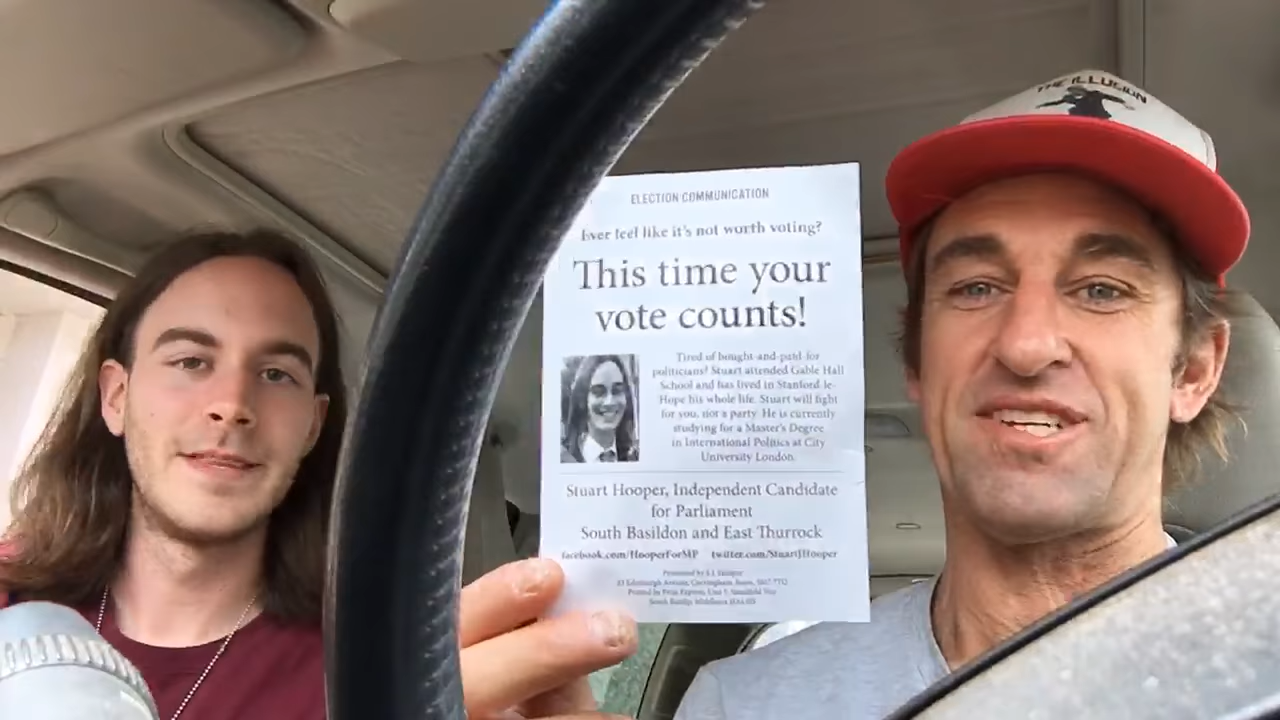 THE ILLUSION
ELECTION COMMUNICATION
Ever feel like it's not worth voting?
This time your
vote counts!
Tired of bought-and-paid-for
politicians? Stuart attended Gable Hall
School and has lived in Stanford-le-
Hope his whole life. Stuart will fight
for you, not a party. He is currently
studying for a Master's Degree
in International Politics at City
University London.
Stuart Hooper, Independent Candidate
for Parliament
South Basildon and East Thurrock
facebook.com/HooperForMP twitter.com/StuartJHooper